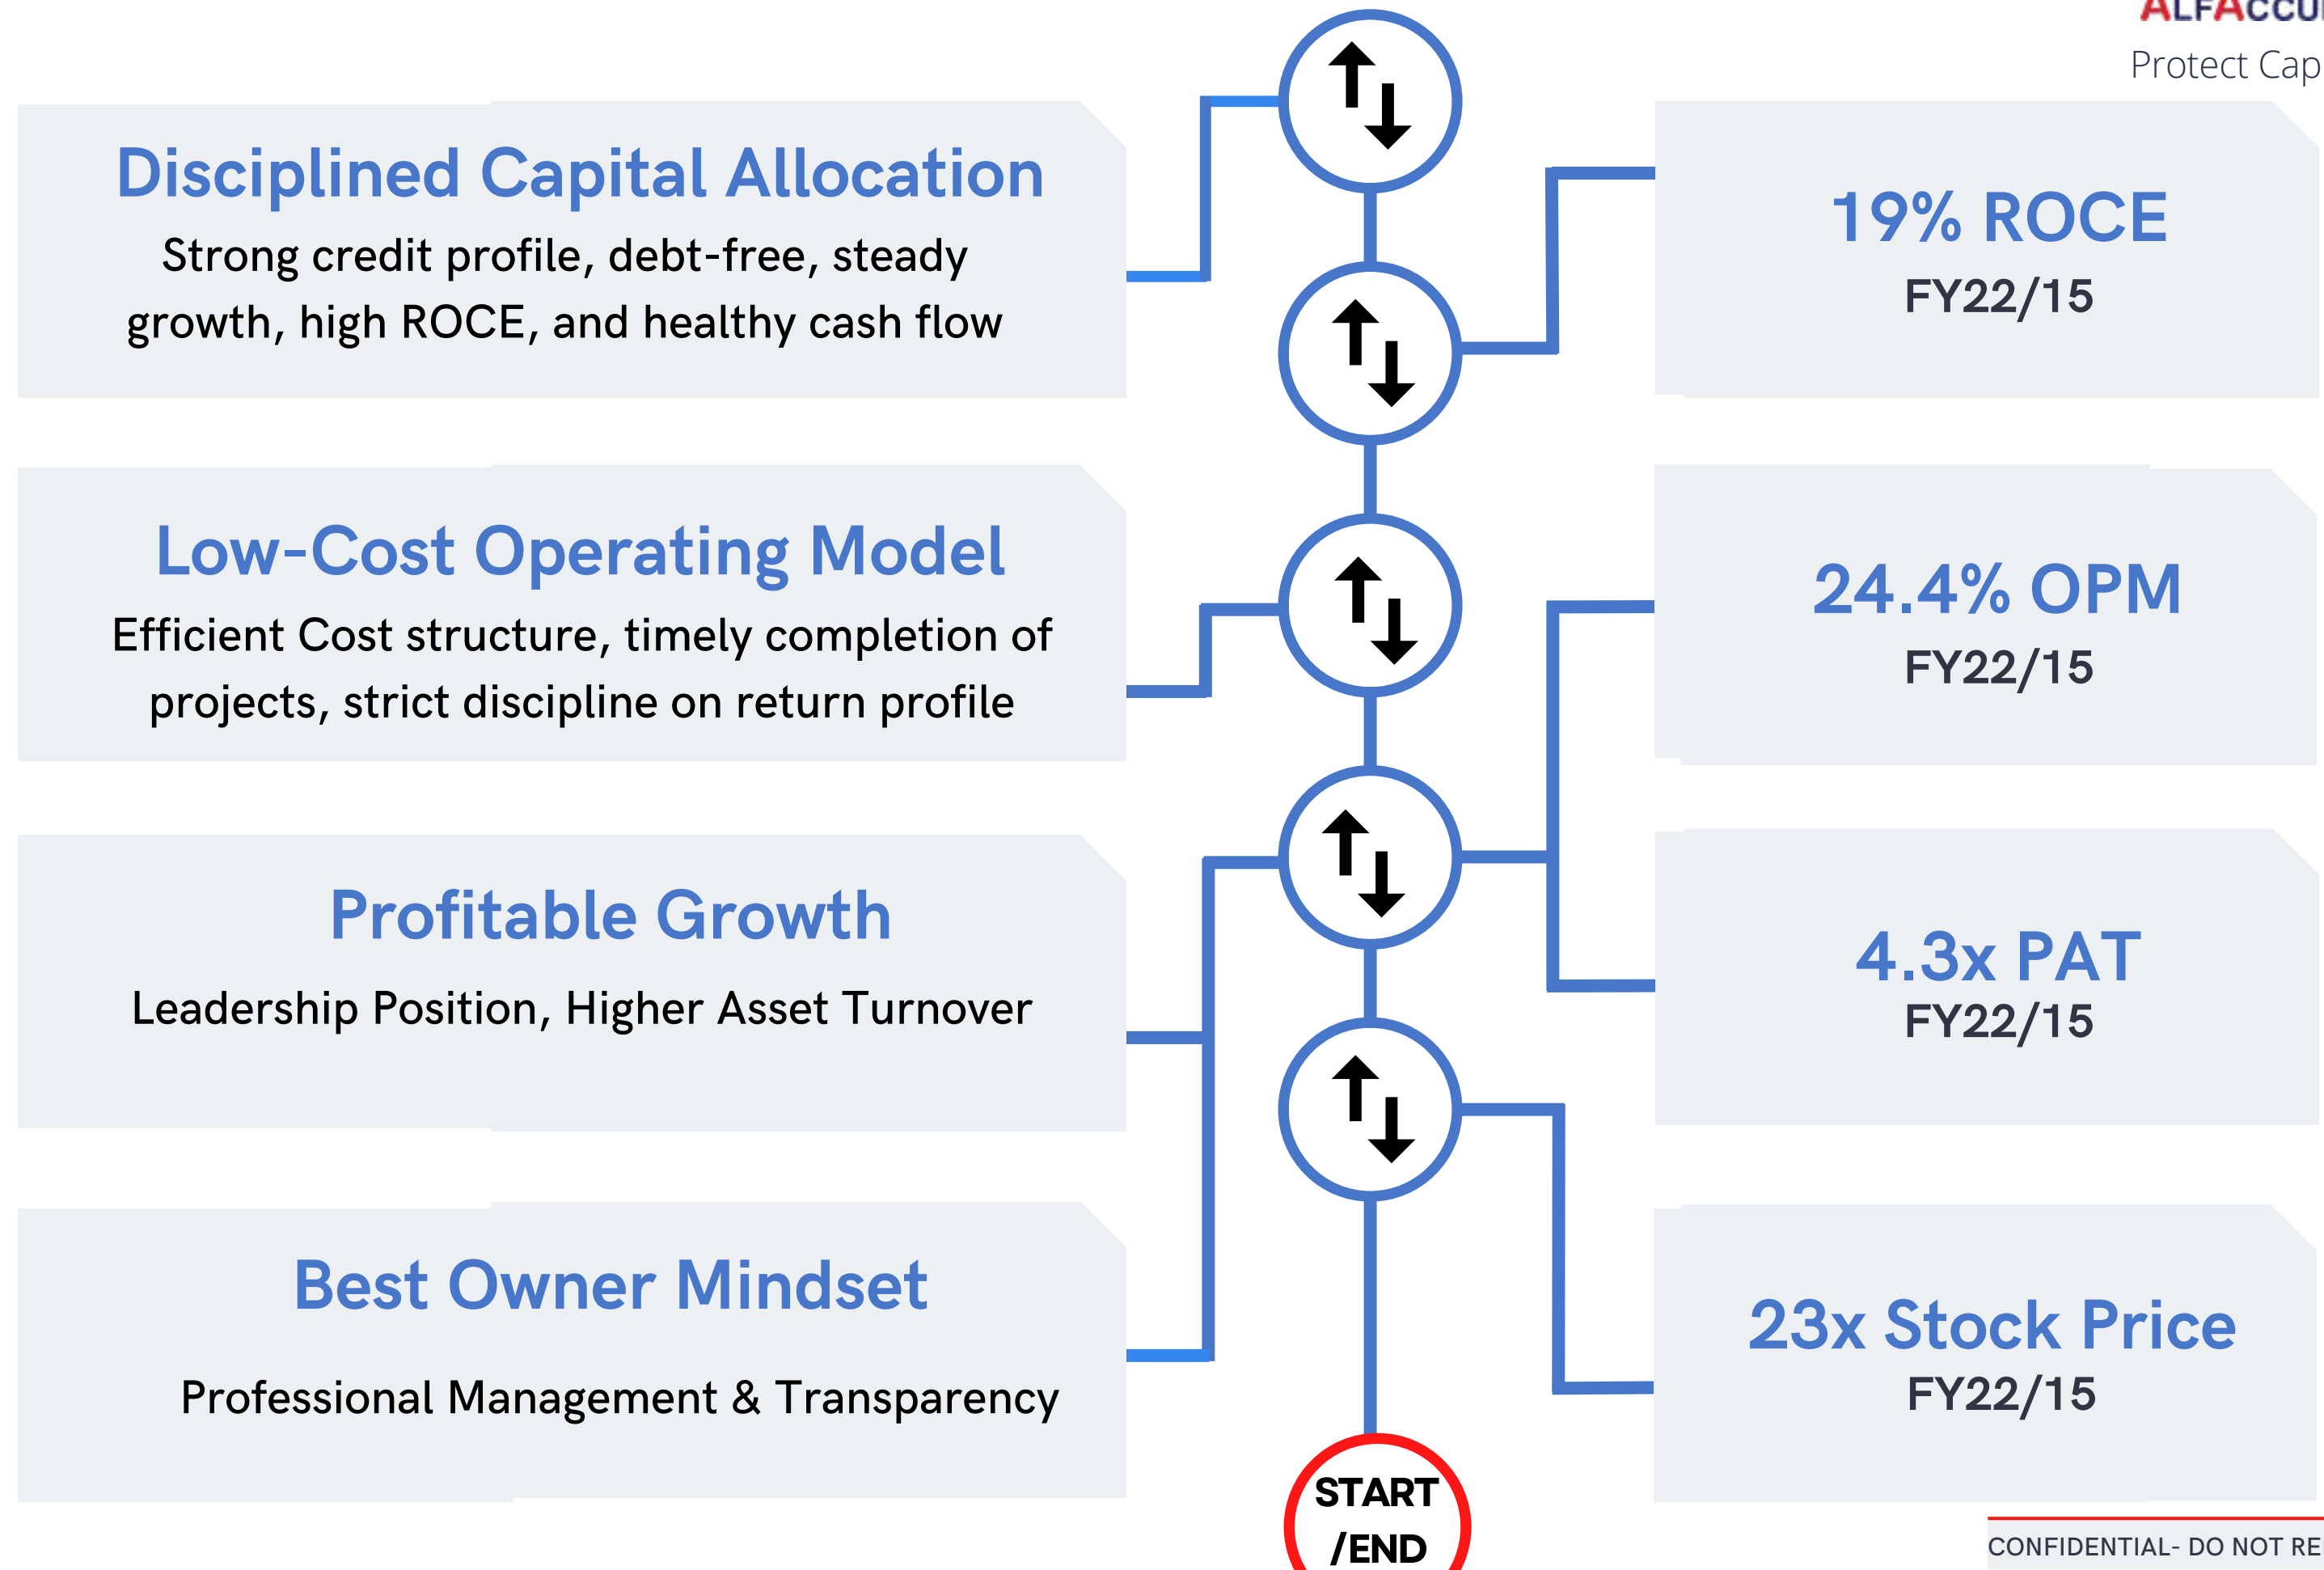 Protect Cap
Disciplined Capital Allocation
Strong credit profile, debt-free, steady
growth, high ROCE, and healthy cash flow
19% ROCE
FY22/15
Low-Cost Operating Model
Efficient Cost structure, timely completion of
projects, strict discipline on return profile
24.4% OPM
FY22/15
Profitable Growth
Leadership Position, Higher Asset Turnover
4.3x PAT
FY22/15
Best Owner Mindset
Professional Management & Transparency
23x Stock Price
FY22/15
START
/END
CONFIDENTIAL- DO NOT RE